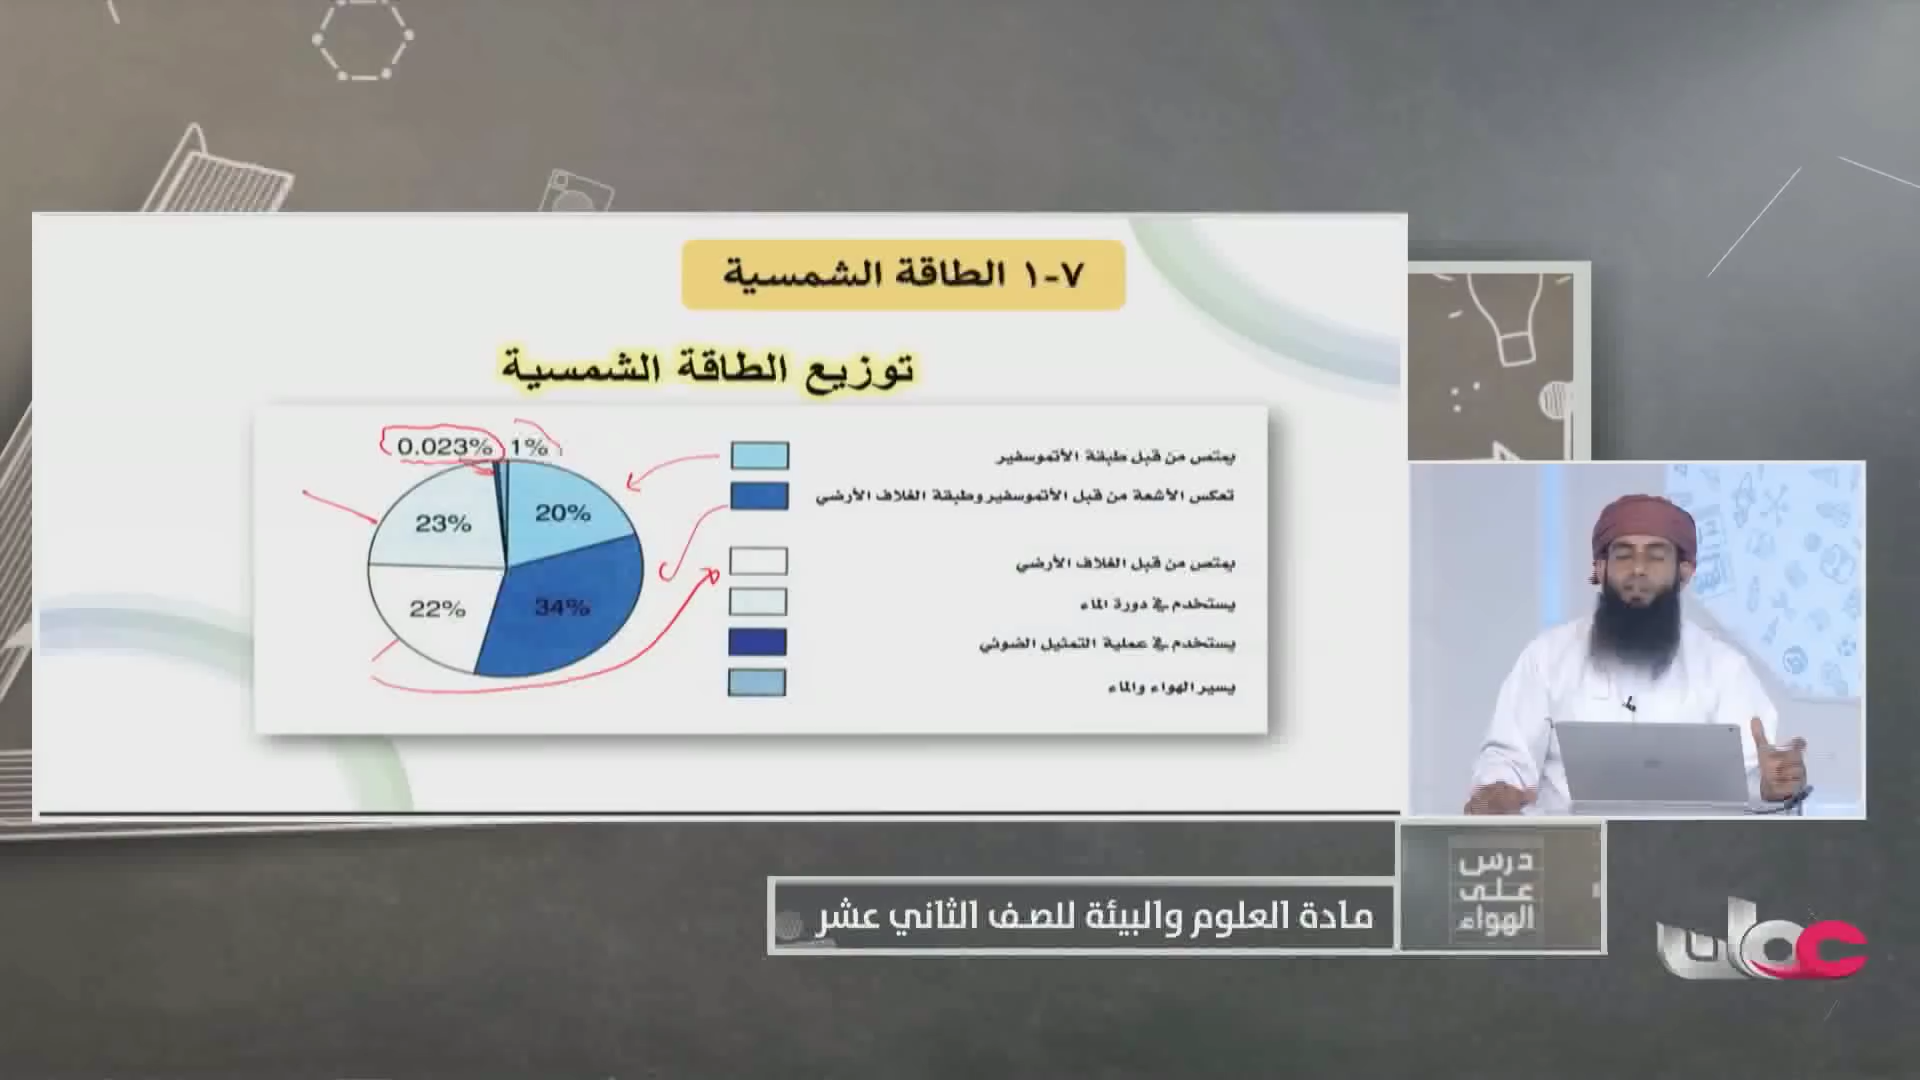 ٧-١ الطاقة الشمسية
توزيع الطاقة الشمسية
0.023% 1%
23% 20%
22% 34%
يمتص من قبل طبقة الأتموسفير
تعكس الأشعة من قبل الأتموسفير وطبقة الغلاف الأرضي
يمتص من قبل الغلاف الأرضي
يستخدم في دورة الماء
يستخدم في عملية التمثيل الضوئي
يسير الهواء والماء
درس
على
الهواء
مادة العلوم والبيئة للصف الثاني عشر
عمان